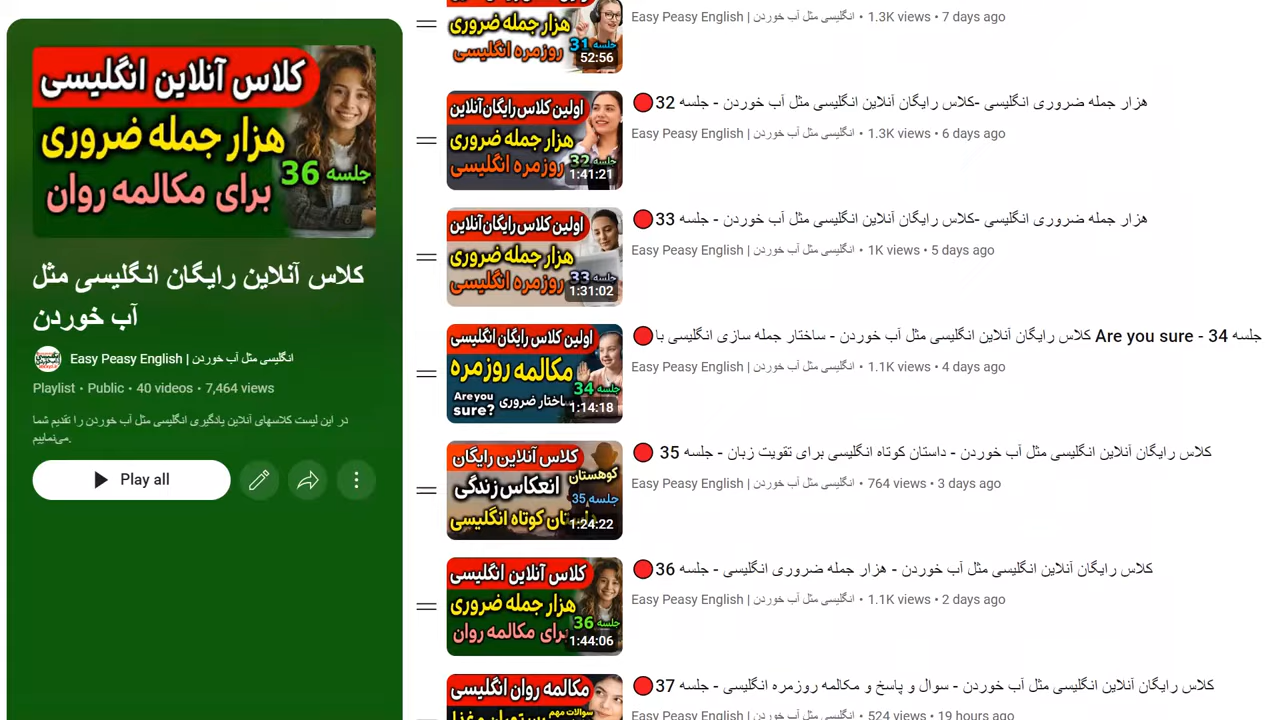 کلاس آنلاین انگلیسی
هزار جمله ضروری
جلسه 36
برای مکالمه روان
کلاس آنلاین رایگان انگلیسی مثل
آب خوردن
Easy Peasy English | انگلیسی مثل آب خوردن
Playlist • Public • 40 videos • 7,464 views
در این لیست کلاسهای آنلاین یادگیری انگلیسی مثل آب خوردن را تقدیم شما
می‌نماییم.
Play all
هزار جمله ضروری
جلسه 31
روزمره انگلیسی
52:56
Easy Peasy English | انگلیسی مثل آب خوردن • 1.3K views • 7 days ago
اولین کلاس رایگان آنلاین
هزار جمله ضروری
جلسه 32
روزمره انگلیسی
1:41:21
هزار جمله ضروری انگلیسی -کلاس رایگان آنلاین انگلیسی مثل آب خوردن - جلسه 32
Easy Peasy English | انگلیسی مثل آب خوردن • 1.3K views • 6 days ago
اولین کلاس رایگان آنلاین
هزار جمله ضروری
جلسه 33
روزمره انگلیسی
1:31:02
هزار جمله ضروری انگلیسی -کلاس رایگان آنلاین انگلیسی مثل آب خوردن - جلسه 33
Easy Peasy English | انگلیسی مثل آب خوردن • 1K views • 5 days ago
اولین کلاس رایگان انگلیسی
مکالمه روزمره
جلسه 34
ساختار ضروری Are you
sure?
1:14:18
جلسه 34 - Are you sure کلاس رایگان آنلاین انگلیسی مثل آب خوردن - ساختار جمله سازی انگلیسی با
Easy Peasy English | انگلیسی مثل آب خوردن • 1.1K views • 4 days ago
کلاس آنلاین رایگان
کوهستان
انعکاس زندگی
جلسه 35
داستان کوتاه انگلیسی
1:24:22
کلاس رایگان آنلاین انگلیسی مثل آب خوردن - داستان کوتاه انگلیسی برای تقویت زبان - جلسه 35
Easy Peasy English | انگلیسی مثل آب خوردن • 764 views • 3 days ago
کلاس آنلاین انگلیسی
هزار جمله ضروری
جلسه 36
برای مکالمه روان
1:44:06
کلاس رایگان آنلاین انگلیسی مثل آب خوردن - هزار جمله ضروری انگلیسی - جلسه 36
Easy Peasy English | انگلیسی مثل آب خوردن • 1.1K views • 2 days ago
مکالمه روان انگلیسی
سوالات مهم
کلاس رایگان آنلاین انگلیسی مثل آب خوردن - سوال و پاسخ و مکالمه روزمره انگلیسی - جلسه 37
Easy Peasy English | انگلیسی مثل آب خوردن • 524 views • 19 hours ago